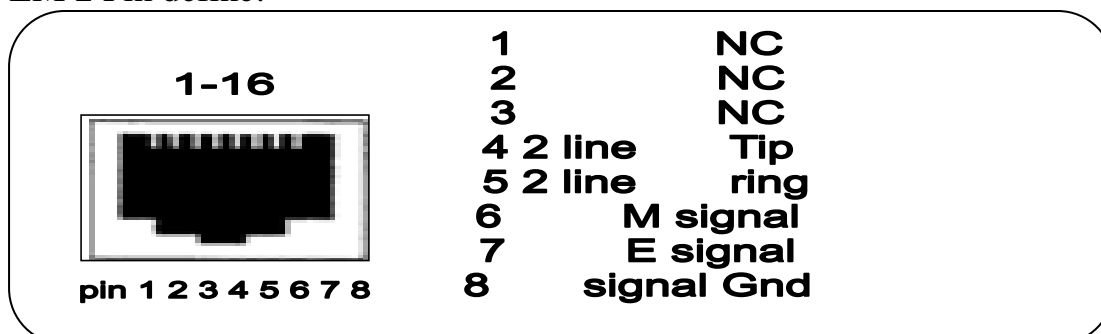 1-16
pin 1 2 3 4 5 6 7 8
1 NC
2 NC
3 NC
4 2 line Tip
5 2 line ring
6 M signal
7 E signal
8 signal Gnd